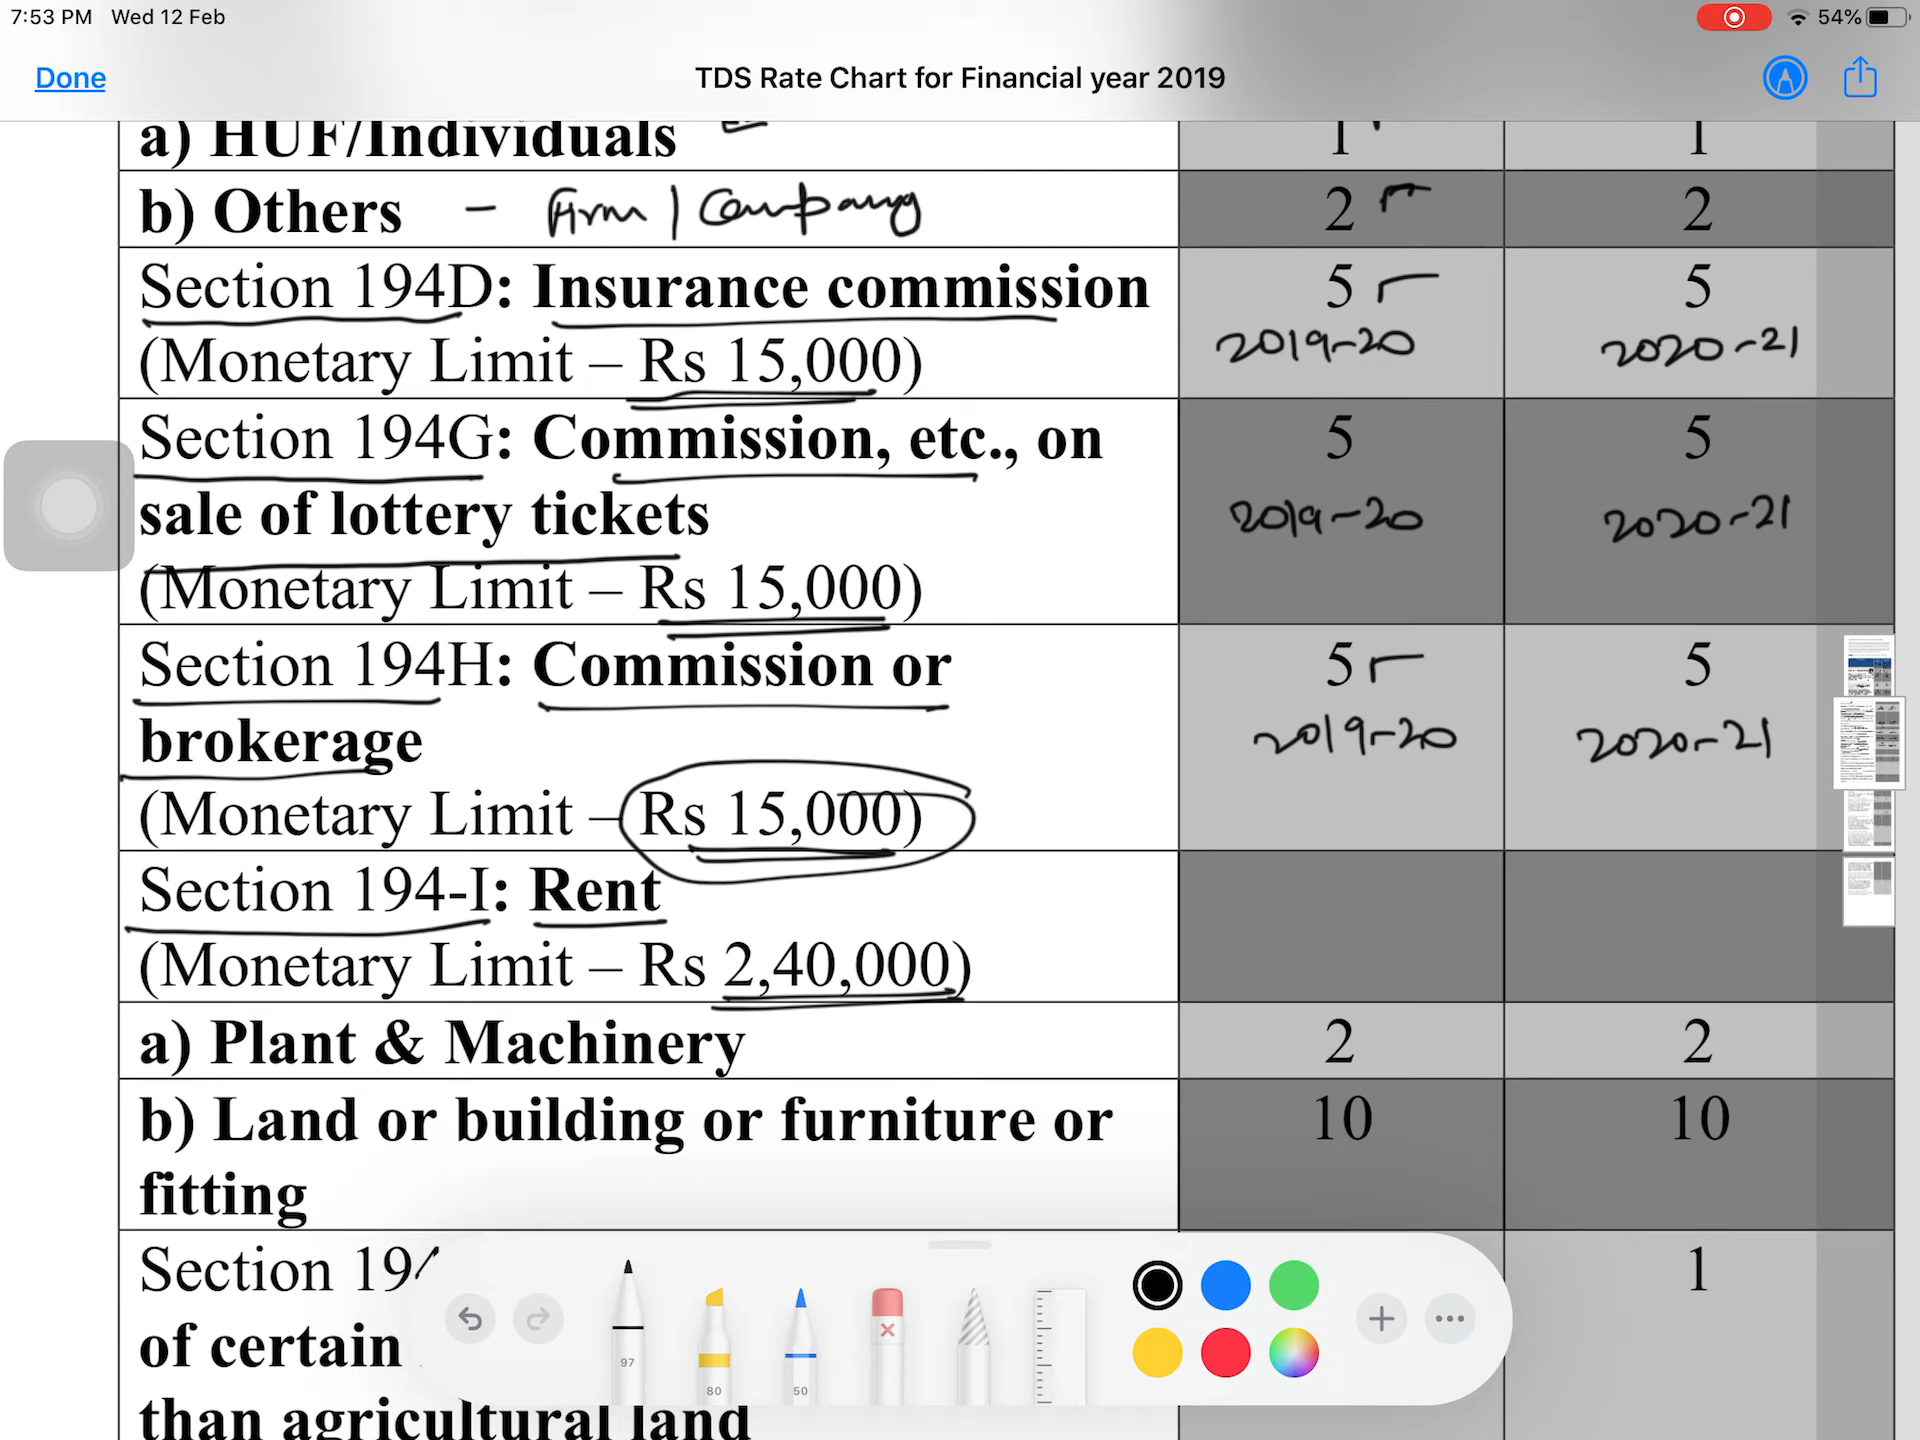 7:53 PM Wed 12 Feb
54%
Done
TDS Rate Chart for Financial year 2019
a) HUF/Individuals 1 1
b) Others - Firm | Company 2 2
Section 194D: Insurance commission 5 5
(Monetary Limit – Rs 15,000) 2019-20 2020-21
Section 194G: Commission, etc., on 5 5
sale of lottery tickets 2019-20 2020-21
(Monetary Limit – Rs 15,000)
Section 194H: Commission or 5 5
brokerage 2019-20 2020-21
(Monetary Limit – Rs 15,000)
Section 194-I: Rent
(Monetary Limit – Rs 2,40,000)
a) Plant & Machinery 2 2
b) Land or building or furniture or 10 10
fitting
Section 19 1
of certain
than agricultural land
97
80
50